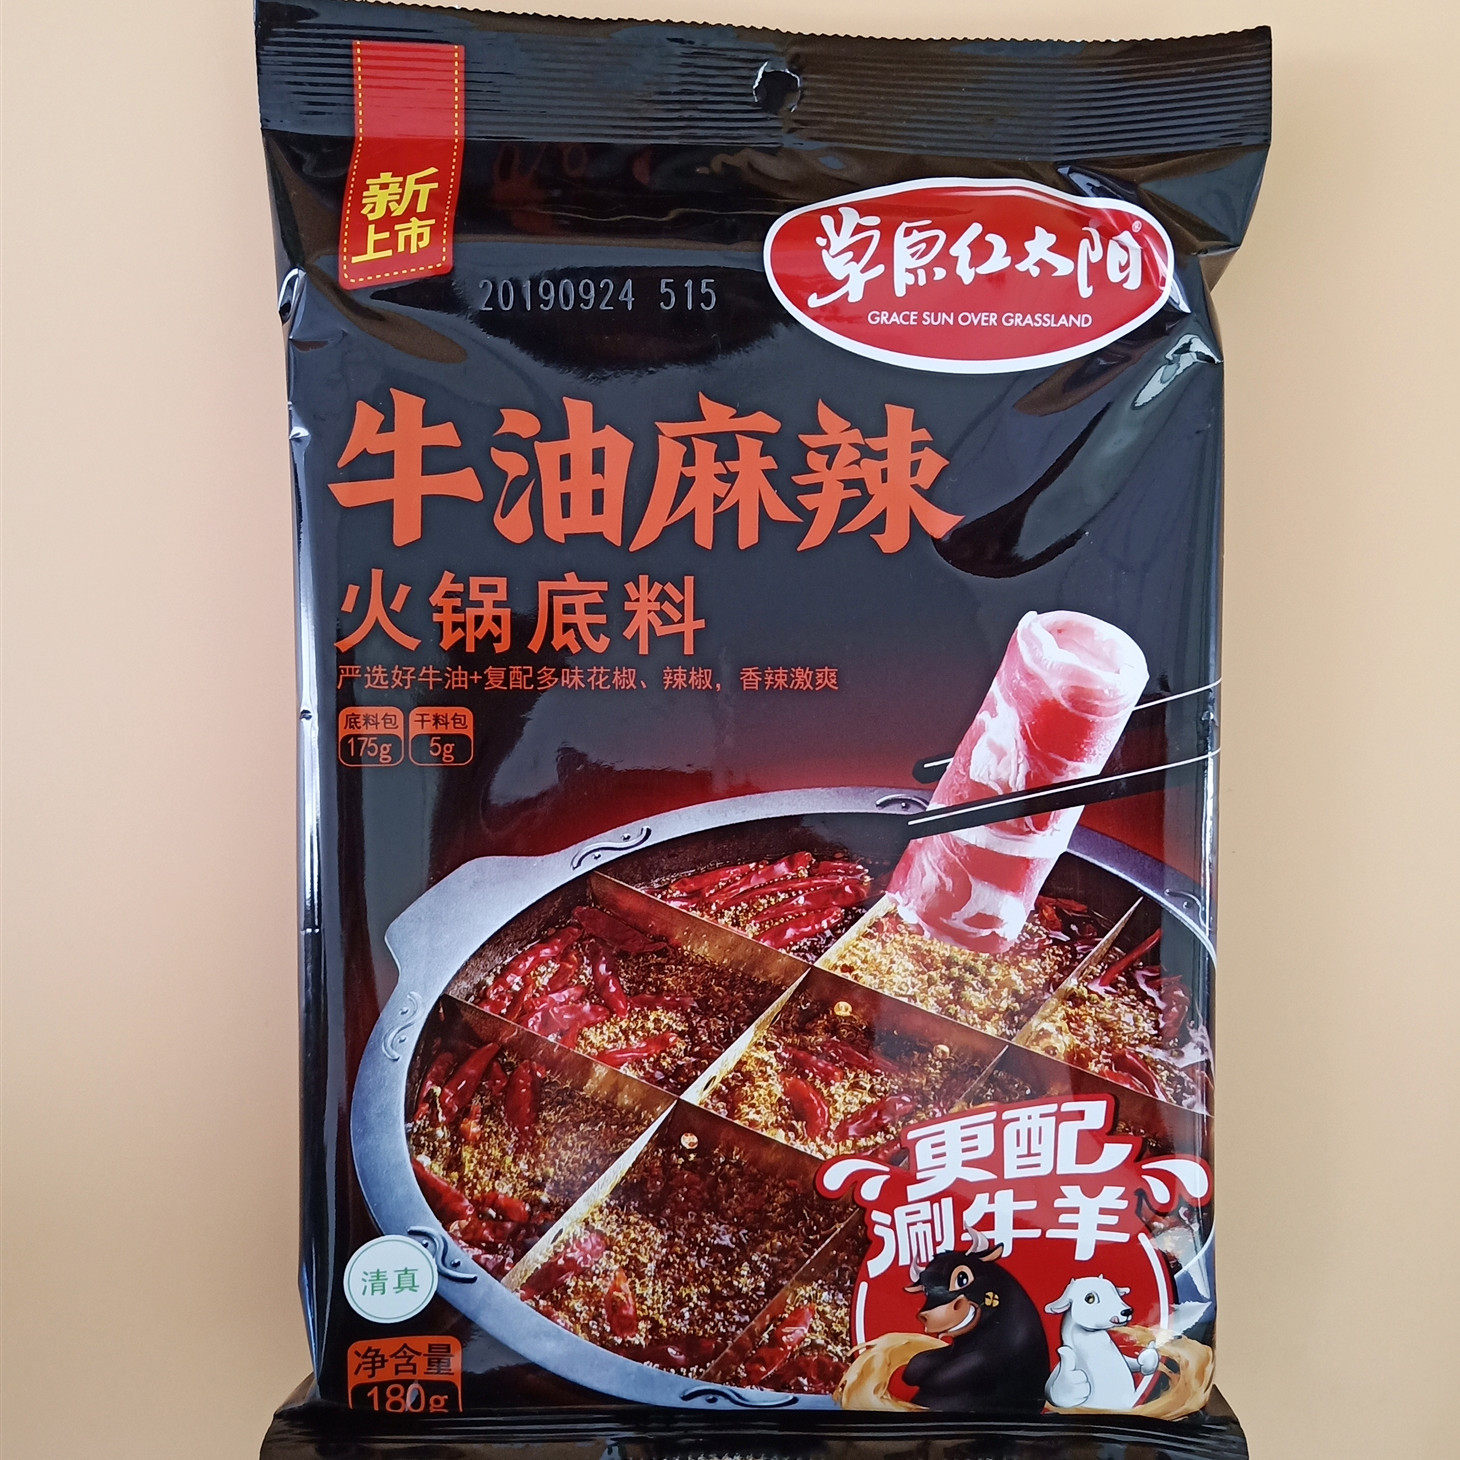 新
上市
20190924 515
草原红太阳®
GRACE SUN OVER GRASSLAND
牛油麻辣
火锅底料
严选好牛油+复配多味花椒、辣椒，香辣激爽
底料包 干料包
175g 5g
更配
涮牛羊
清真
净含量
180g